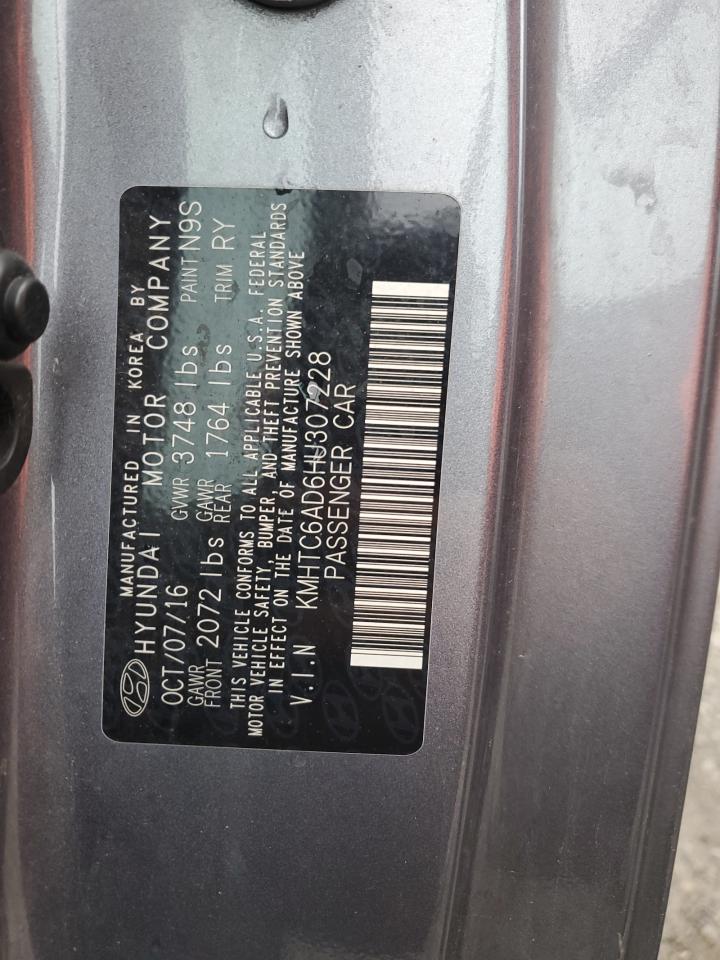 MANUFACTURED IN KOREA BY
HYUNDAI MOTOR COMPANY
OCT/07/16 GVWR 3748 lbs PAINT N9S
GAWR FRONT 2072 lbs GAWR REAR 1764 lbs TRIM RY
THIS VEHICLE CONFORMS TO ALL APPLICABLE U.S.A. FEDERAL
MOTOR VEHICLE SAFETY, BUMPER, AND THEFT PREVENTION STANDARDS
IN EFFECT ON THE DATE OF MANUFACTURE SHOWN ABOVE
V.I.N KMHTC6AD6HU307228
PASSENGER CAR